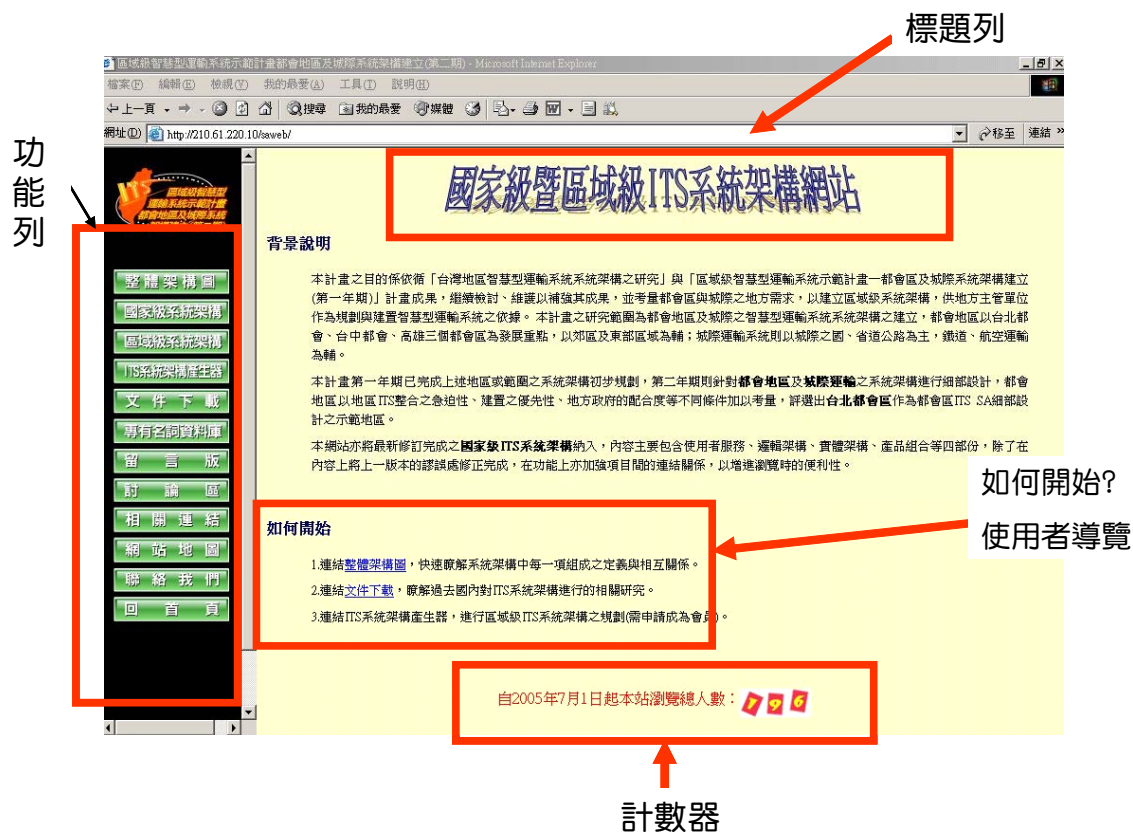 標題列
區域級智慧型運輸系統示範計畫都會地區及城際系統架構建立(第二期) - Microsoft Internet Explorer
檔案(F) 編輯(E) 檢視(V) 我的最愛(A) 工具(T) 說明(H)
上一頁 搜尋 我的最愛 媒體
網址(D) http://210.61.220.10/saweb/ 移至 連結 »
功能列
ITS
區域級智慧型
運輸系統示範計畫
都會地區及城際系統
整體架構圖
國家級系統架構
區域級系統架構
ITS系統架構產生器
文件下載
專有名詞資料庫
留言版
討論區
相關連結
網站地圖
聯絡我們
回首頁
國家級暨區域級ITS系統架構網站
背景說明
本計畫之目的係依循「台灣地區智慧型運輸系統系統架構之研究」與「區域級智慧型運輸系統示範計畫—都會區及城際系統架構建立
(第一年期)」計畫成果，繼續檢討、維護以補強其成果，並考量都會區與城際之地方需求，以建立區域級系統架構，供地方主管單位
作為規劃與建置智慧型運輸系統之依據。本計畫之研究範圍為都會地區及城際之智慧型運輸系統系統架構之建立，都會地區以台北都
會、台中都會、高雄三個都會區為發展重點，以郊區及東部區域為輔；城際運輸系統則以城際之國、省道公路為主，鐵道、航空運輸
為輔。
本計畫第一年期已完成上述地區或範圍之系統架構初步規劃，第二年期則針對都會地區及城際運輸之系統架構進行細部設計，都會
地區以地區ITS整合之急迫性、建置之優先性、地方政府的配合度等不同條件加以考量，評選出台北都會區作為都會區ITS SA細部設
計之示範地區。
本網站亦將最新修訂完成之國家級ITS系統架構納入，內容主要包含使用者服務、邏輯架構、實體架構、產品組合等四部份，除了在
內容上將上一版本的謬誤處修正完成，在功能上亦加強項目間的連結關係，以增進瀏覽時的便利性。
如何開始?
使用者導覽
如何開始
1.連結整體架構圖，快速瞭解系統架構中每一項組成之定義與相互關係。
2.連結文件下載，瞭解過去國內對ITS系統架構進行的相關研究。
3.連結ITS系統架構產生器，進行區域級ITS系統架構之規劃(需申請成為會員)。
自2005年7月1日起本站瀏覽總人數：196
計數器